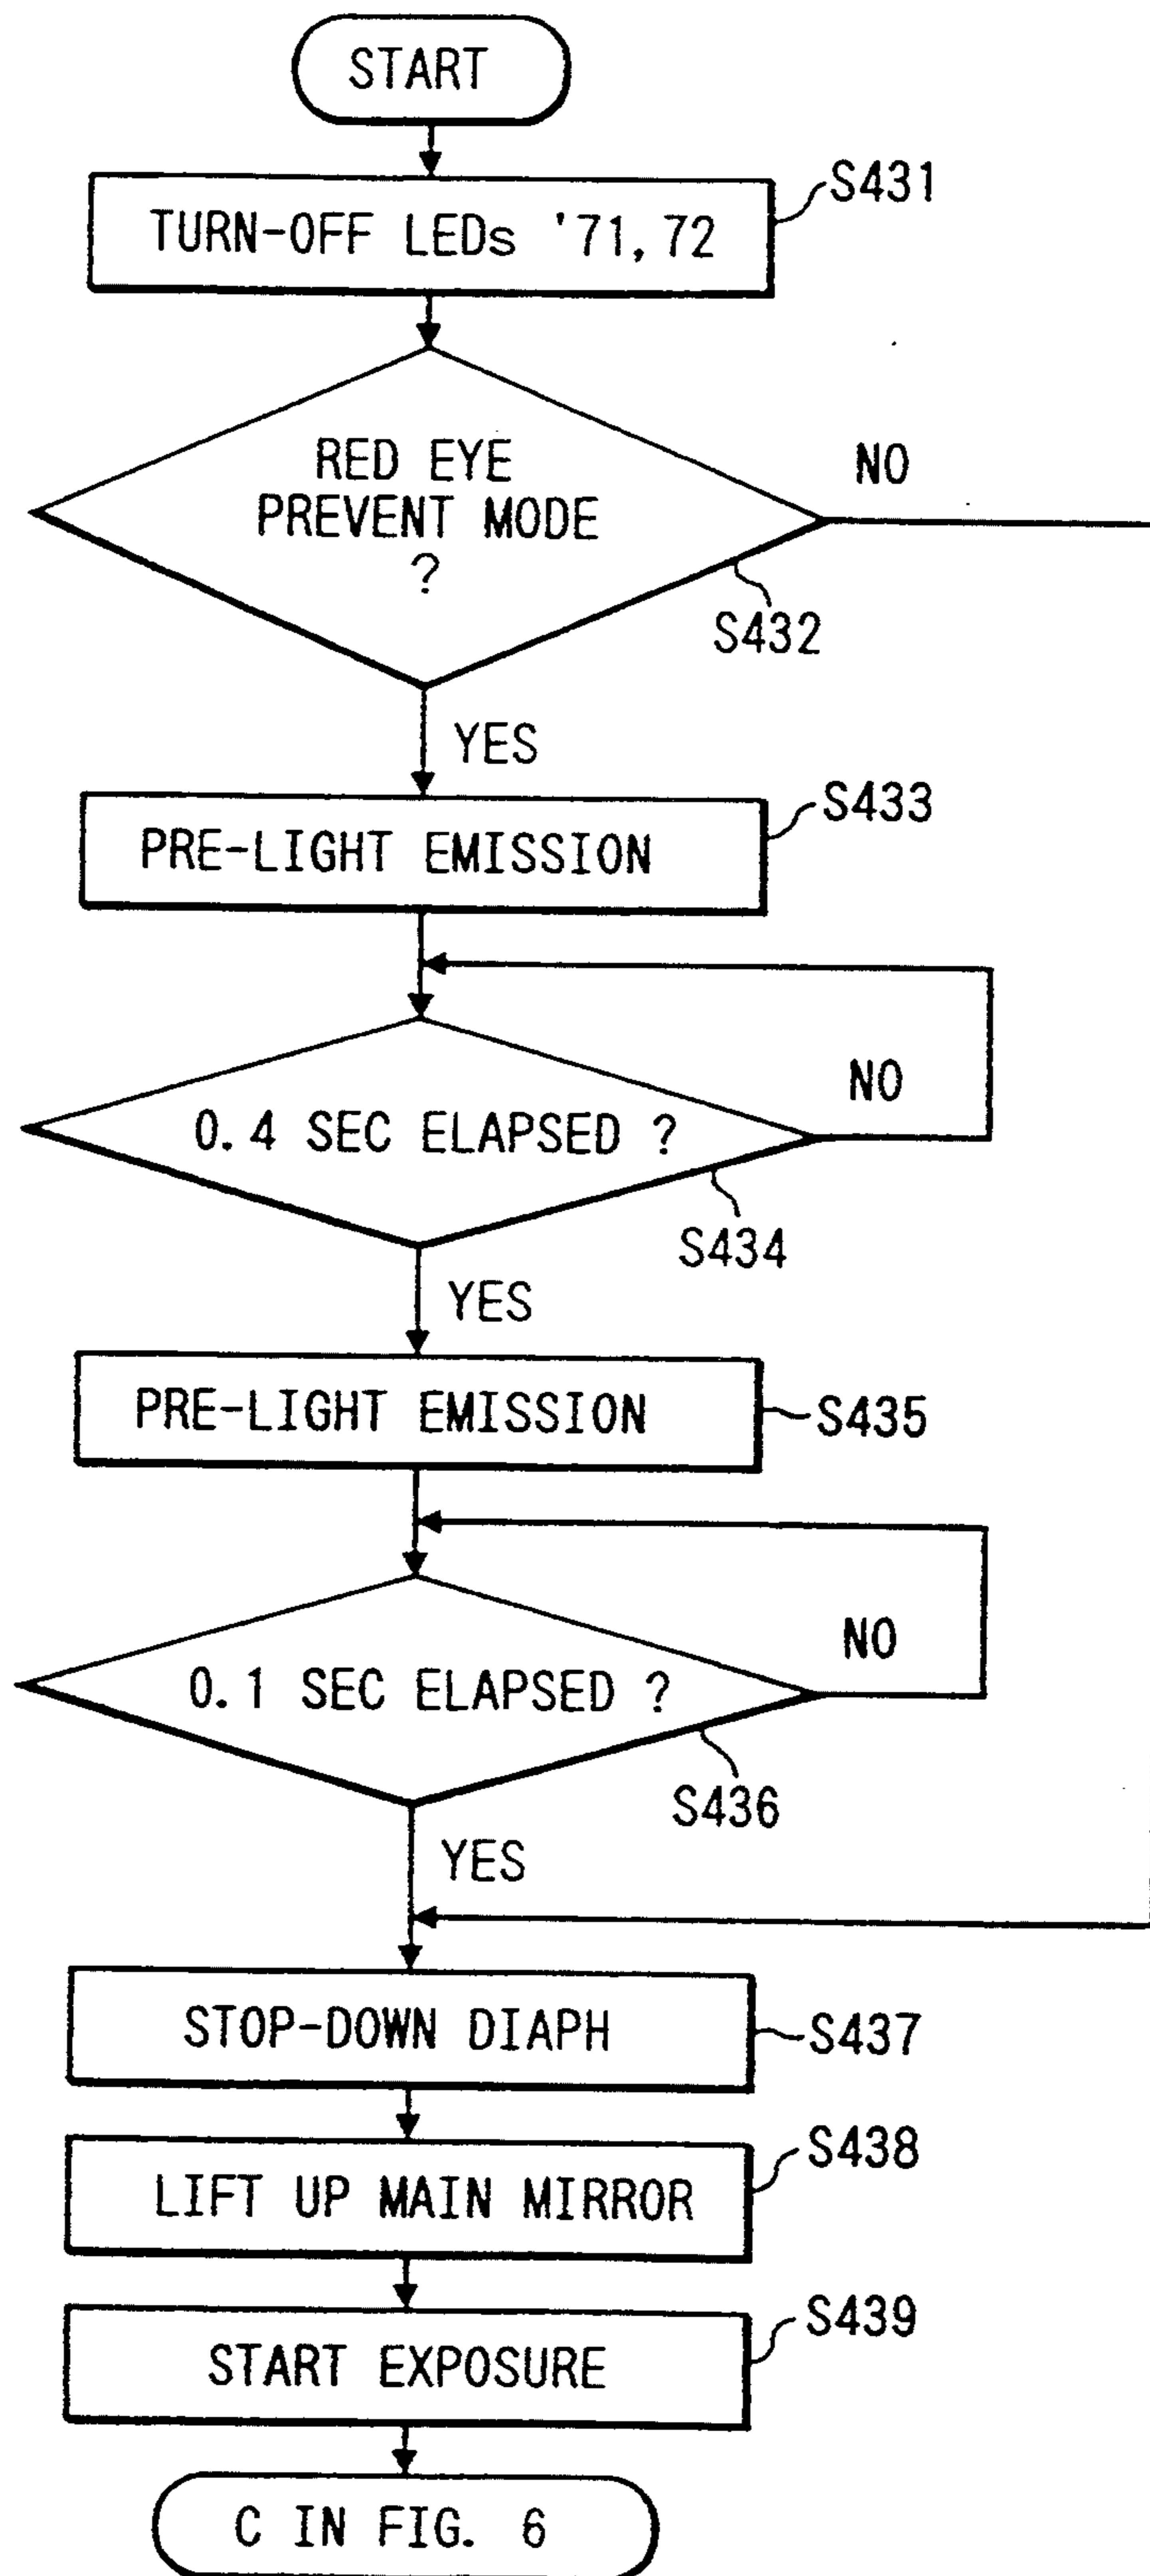 START
S431
TURN-OFF LEDs '71, 72
RED EYE
PREVENT MODE
?
NO
S432
YES
S433
PRE-LIGHT EMISSION
NO
0.4 SEC ELAPSED ?
S434
YES
PRE-LIGHT EMISSION
S435
NO
0.1 SEC ELAPSED ?
S436
YES
STOP-DOWN DIAPH
S437
S438
LIFT UP MAIN MIRROR
S439
START EXPOSURE
C IN FIG. 6